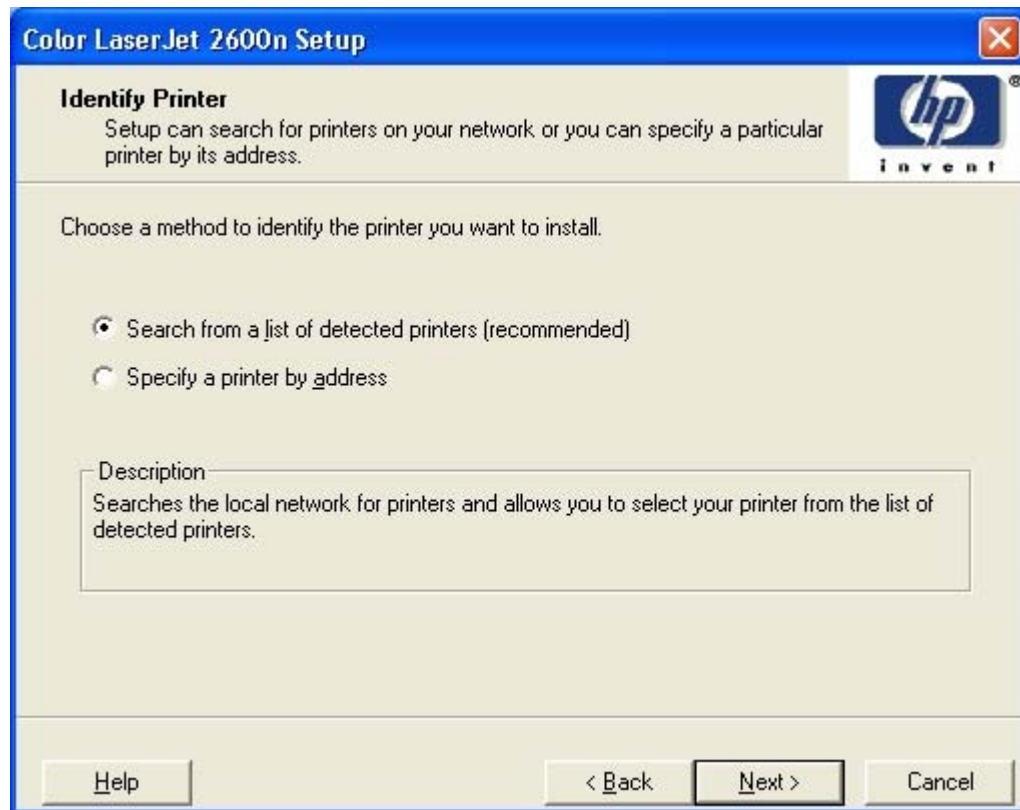 Color LaserJet 2600n Setup
Identify Printer
Setup can search for printers on your network or you can specify a particular
printer by its address.
hp
®
invent
Choose a method to identify the printer you want to install.
Search from a list of detected printers (recommended)
Specify a printer by address
Description
Searches the local network for printers and allows you to select your printer from the list of
detected printers.
Help
< Back
Next >
Cancel